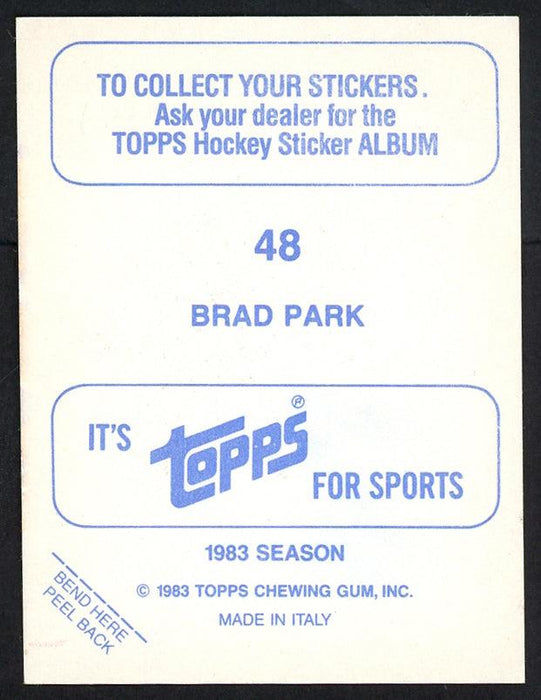 TO COLLECT YOUR STICKERS.
Ask your dealer for the
TOPPS Hockey Sticker ALBUM
48
BRAD PARK
IT'S topps® FOR SPORTS
1983 SEASON
© 1983 TOPPS CHEWING GUM, INC.
MADE IN ITALY
BEND HERE
PEEL BACK